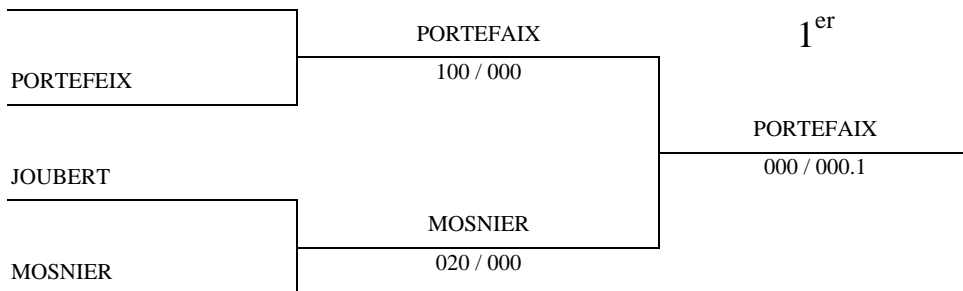 PORTEFAIX
1er
100 / 000
PORTEFEIX
PORTEFAIX
000 / 000.1
JOUBERT
MOSNIER
020 / 000
MOSNIER